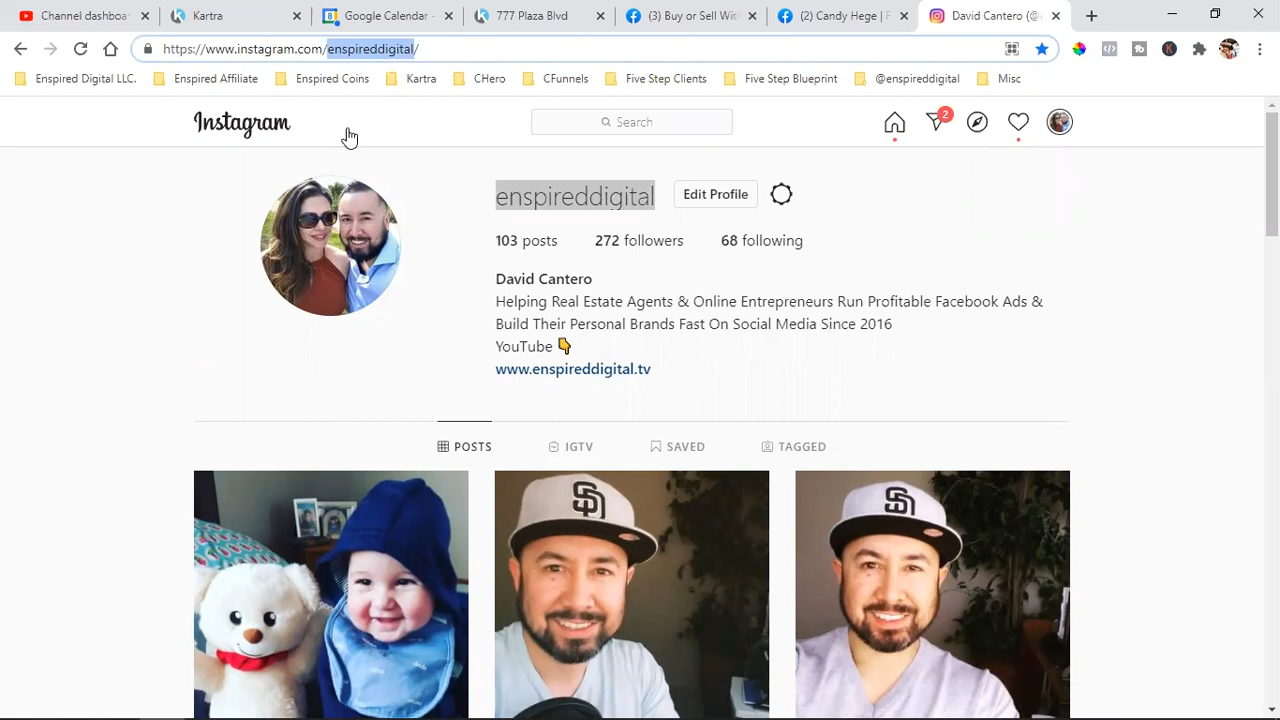 Channel dashboa
Kartra
Google Calendar -
777 Plaza Blvd
(3) Buy or Sell Wit
(2) Candy Hege | F
David Cantero (@
https://www.instagram.com/enspireddigital/
Enspired Digital LLC.
Enspired Affiliate
Enspired Coins
Kartra
CHero
CFunnels
Five Step Clients
Five Step Blueprint
@enspireddigital
Misc
Instagram
Search
2
enspireddigital
Edit Profile
103 posts
272 followers
68 following
David Cantero
Helping Real Estate Agents & Online Entrepreneurs Run Profitable Facebook Ads &
Build Their Personal Brands Fast On Social Media Since 2016
YouTube 👇
www.enspireddigital.tv
POSTS
IGTV
SAVED
TAGGED
SD
SD